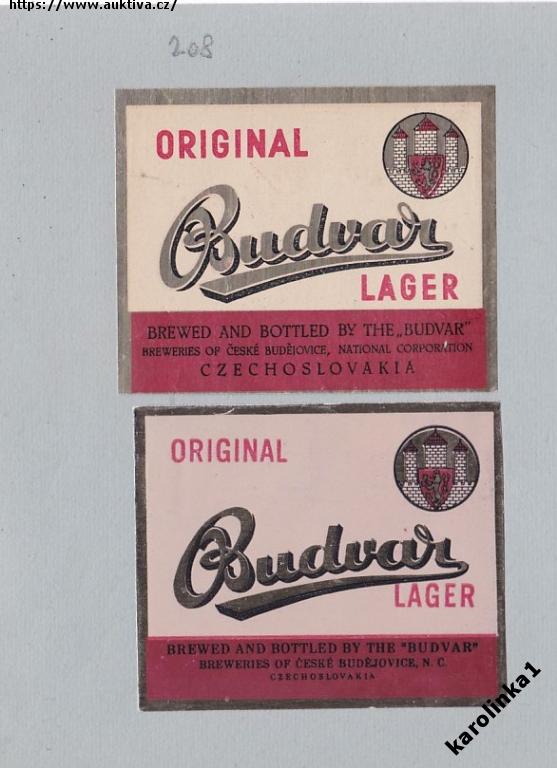 https://www.auktiva.cz/
208
ORIGINAL
Budvar
LAGER
BREWED AND BOTTLED BY THE „BUDVAR"
BREWERIES OF ČESKÉ BUDĚJOVICE, NATIONAL CORPORATION
CZECHOSLOVAKIA
ORIGINAL
Budvar
LAGER
BREWED AND BOTTLED BY THE "BUDVAR"
BREWERIES OF ČESKÉ BUDĚJOVICE, N. C.
CZECHOSLOVAKIA
karolinka1